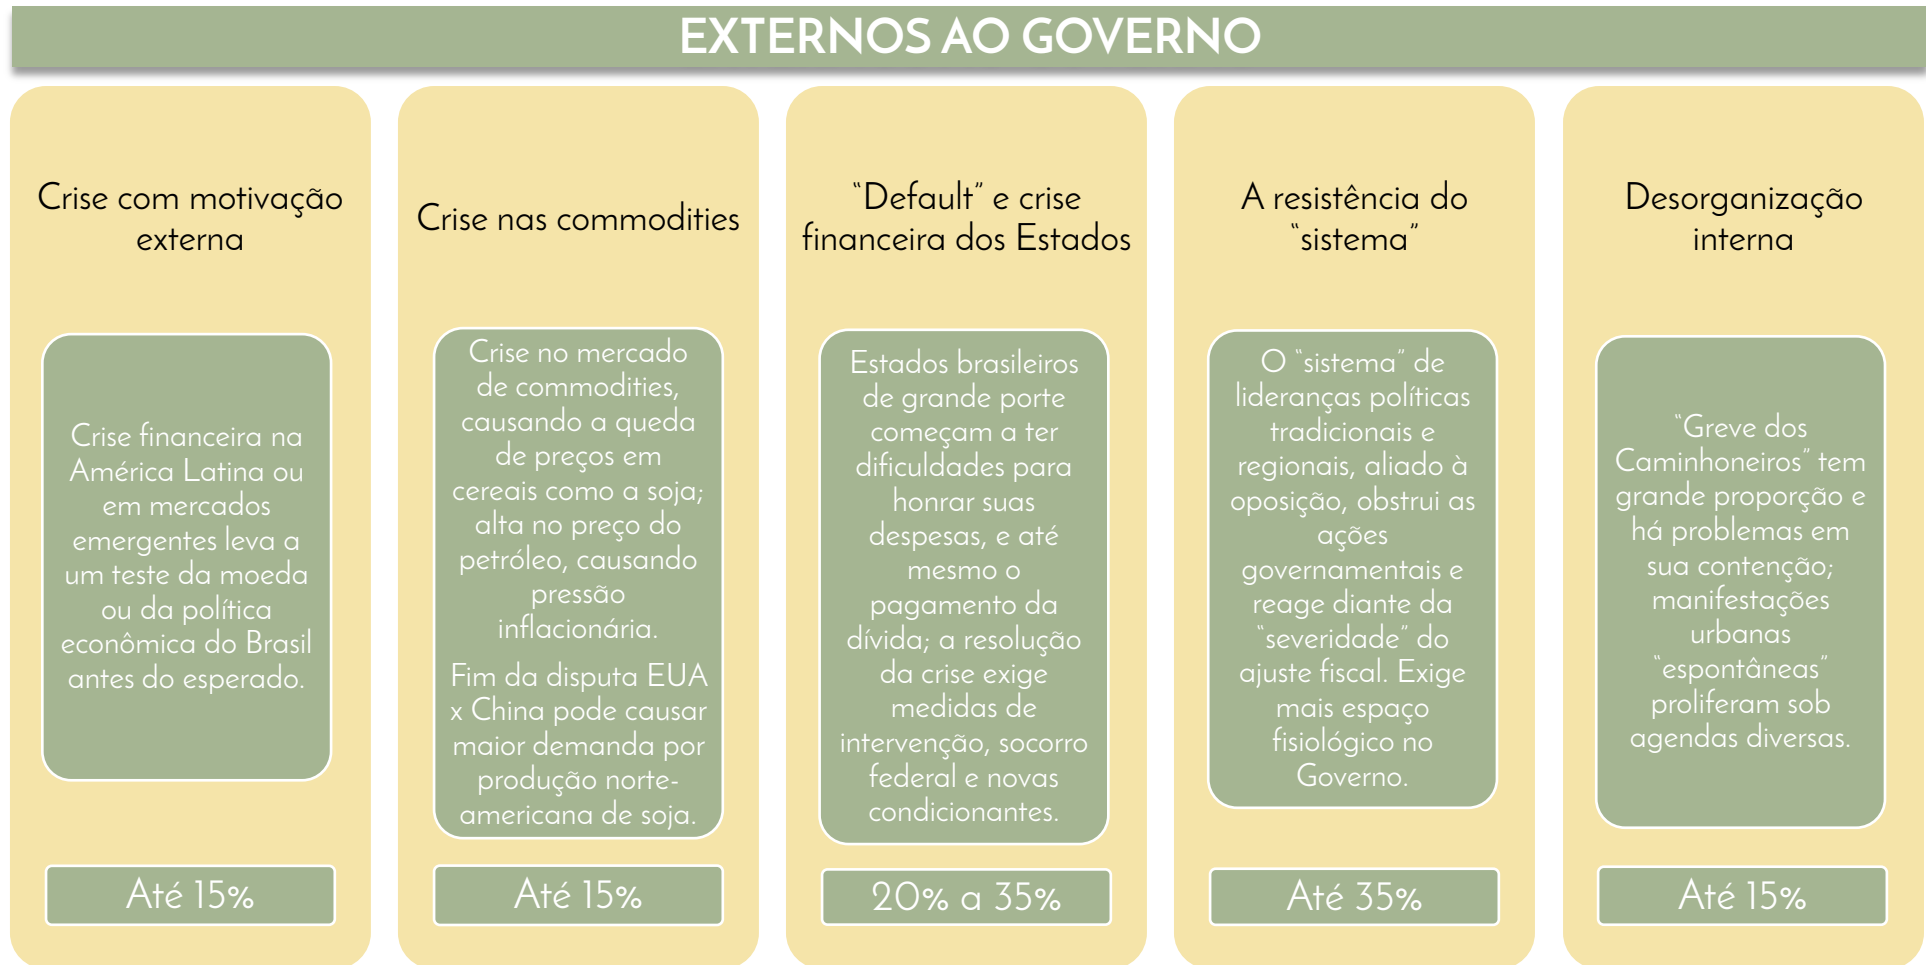 EXTERNOS AO GOVERNO
Crise com motivação
externa
Crise financeira na
América Latina ou
em mercados
emergentes leva a
um teste da moeda
ou da política
econômica do Brasil
antes do esperado.
Até 15%
Crise nas commodities
Crise no mercado
de commodities,
causando a queda
de preços em
cereais como a soja;
alta no preço do
petróleo, causando
pressão
inflacionária.
Fim da disputa EUA
x China pode causar
maior demanda por
produção norte-
americana de soja.
Até 15%
“Default” e crise
financeira dos Estados
Estados brasileiros
de grande porte
começam a ter
dificuldades para
honrar suas
despesas, e até
mesmo o
pagamento da
dívida; a resolução
da crise exige
medidas de
intervenção, socorro
federal e novas
condicionantes.
20% a 35%
A resistência do
“sistema”
O “sistema” de
lideranças políticas
tradicionais e
regionais, aliado à
oposição, obstrui as
ações
governamentais e
reage diante da
“severidade” do
ajuste fiscal. Exige
mais espaço
fisiológico no
Governo.
Até 35%
Desorganização
interna
“Greve dos
Caminhoneiros” tem
grande proporção e
há problemas em
sua contenção;
manifestações
urbanas
“espontâneas”
proliferam sob
agendas diversas.
Até 15%